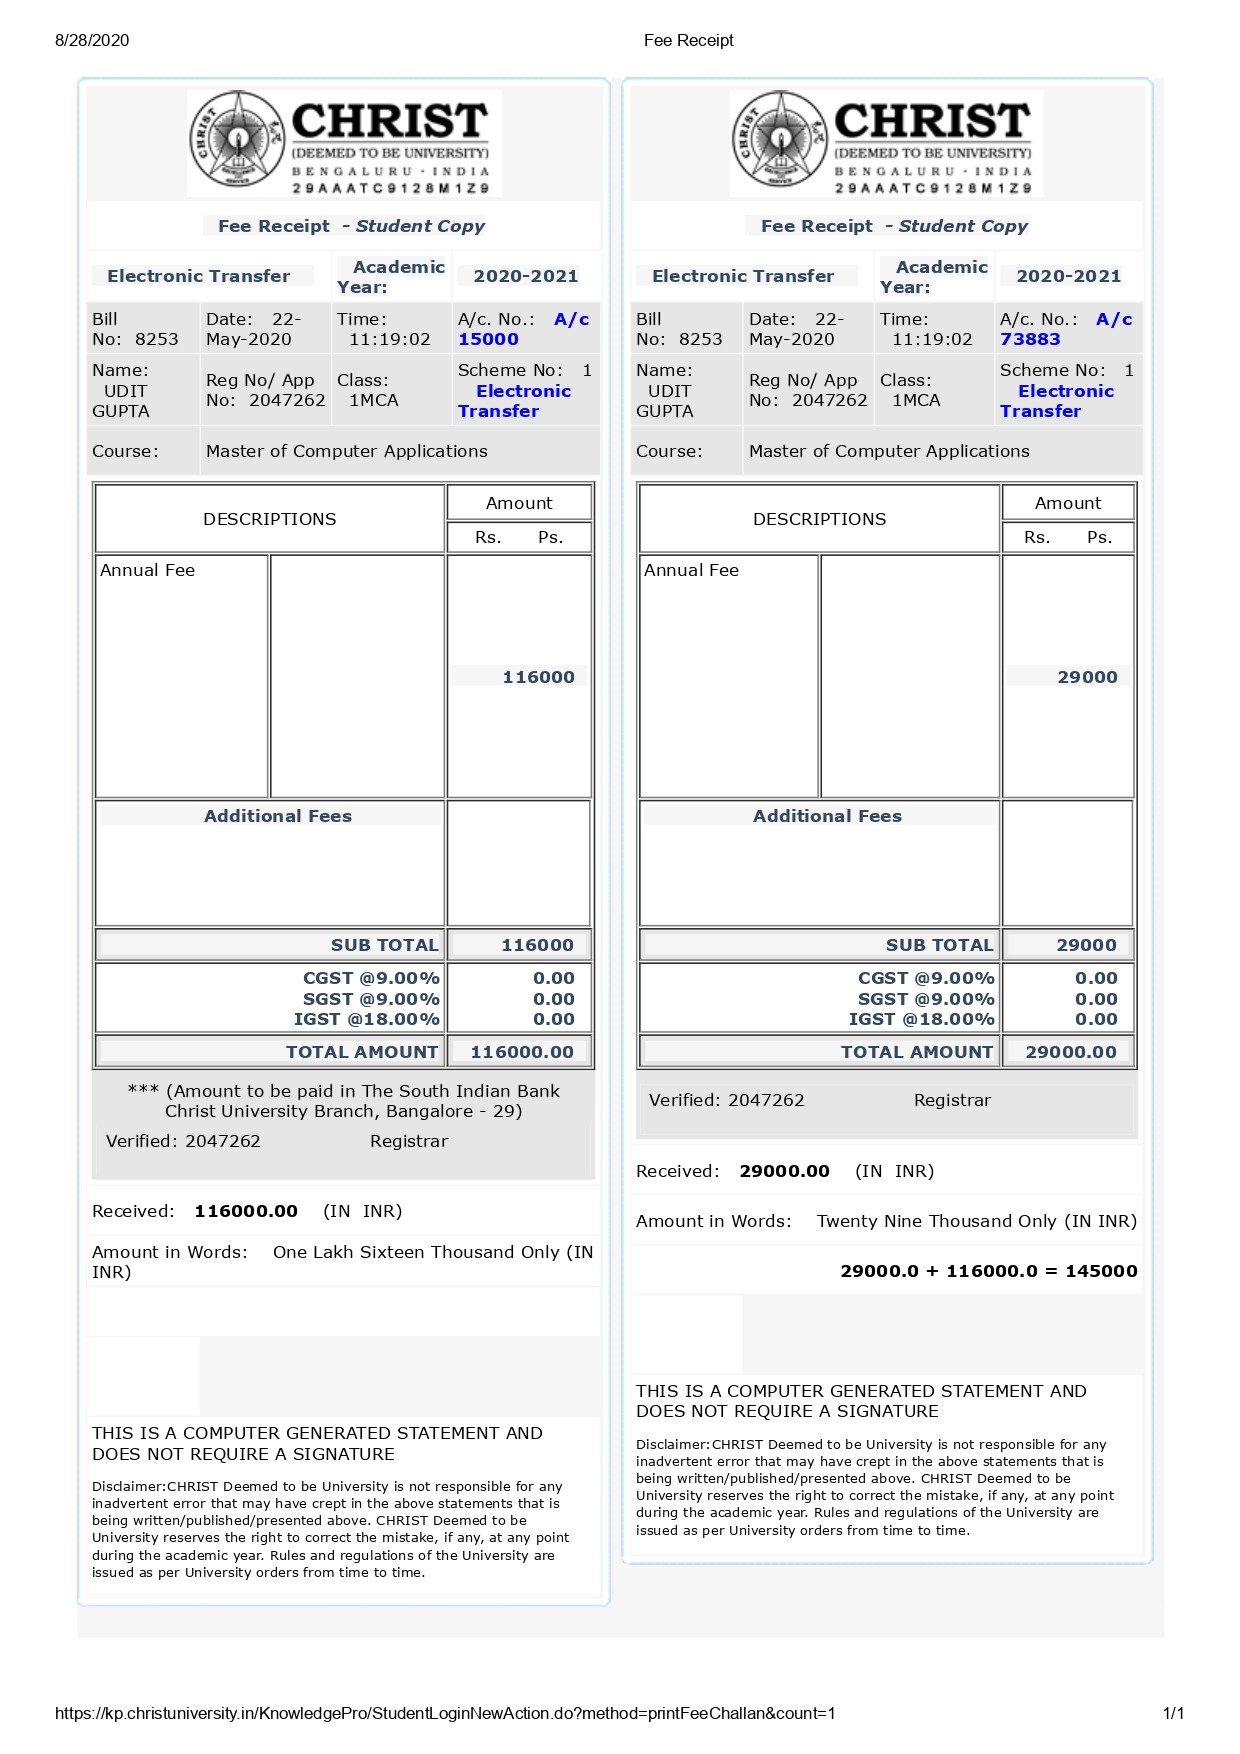 8/28/2020 Fee Receipt
CHRIST
(DEEMED TO BE UNIVERSITY)
BENGALURU · INDIA
29AAATC9128M1Z9
Fee Receipt - Student Copy
Electronic Transfer Academic Year: 2020-2021
Bill No: 8253 Date: 22-May-2020 Time: 11:19:02 A/c. No.: A/c 15000
Name: UDIT GUPTA Reg No/ App No: 2047262 Class: 1MCA Scheme No: 1 Electronic Transfer
Course: Master of Computer Applications
DESCRIPTIONS Amount
Rs. Ps.
Annual Fee
116000
Additional Fees
SUB TOTAL 116000
CGST @9.00% 0.00
SGST @9.00% 0.00
IGST @18.00% 0.00
TOTAL AMOUNT 116000.00
*** (Amount to be paid in The South Indian Bank
Christ University Branch, Bangalore - 29)
Verified: 2047262 Registrar
Received: 116000.00 (IN INR)
Amount in Words: One Lakh Sixteen Thousand Only (IN
INR)
THIS IS A COMPUTER GENERATED STATEMENT AND
DOES NOT REQUIRE A SIGNATURE
Disclaimer:CHRIST Deemed to be University is not responsible for any
inadvertent error that may have crept in the above statements that is
being written/published/presented above. CHRIST Deemed to be
University reserves the right to correct the mistake, if any, at any point
during the academic year. Rules and regulations of the University are
issued as per University orders from time to time.
CHRIST
(DEEMED TO BE UNIVERSITY)
BENGALURU · INDIA
29AAATC9128M1Z9
Fee Receipt - Student Copy
Electronic Transfer Academic Year: 2020-2021
Bill No: 8253 Date: 22-May-2020 Time: 11:19:02 A/c. No.: A/c 73883
Name: UDIT GUPTA Reg No/ App No: 2047262 Class: 1MCA Scheme No: 1 Electronic Transfer
Course: Master of Computer Applications
DESCRIPTIONS Amount
Rs. Ps.
Annual Fee
29000
Additional Fees
SUB TOTAL 29000
CGST @9.00% 0.00
SGST @9.00% 0.00
IGST @18.00% 0.00
TOTAL AMOUNT 29000.00
Verified: 2047262 Registrar
Received: 29000.00 (IN INR)
Amount in Words: Twenty Nine Thousand Only (IN INR)
29000.0 + 116000.0 = 145000
THIS IS A COMPUTER GENERATED STATEMENT AND
DOES NOT REQUIRE A SIGNATURE
Disclaimer:CHRIST Deemed to be University is not responsible for any
inadvertent error that may have crept in the above statements that is
being written/published/presented above. CHRIST Deemed to be
University reserves the right to correct the mistake, if any, at any point
during the academic year. Rules and regulations of the University are
issued as per University orders from time to time.
https://kp.christuniversity.in/KnowledgePro/StudentLoginNewAction.do?method=printFeeChallan&count=1 1/1